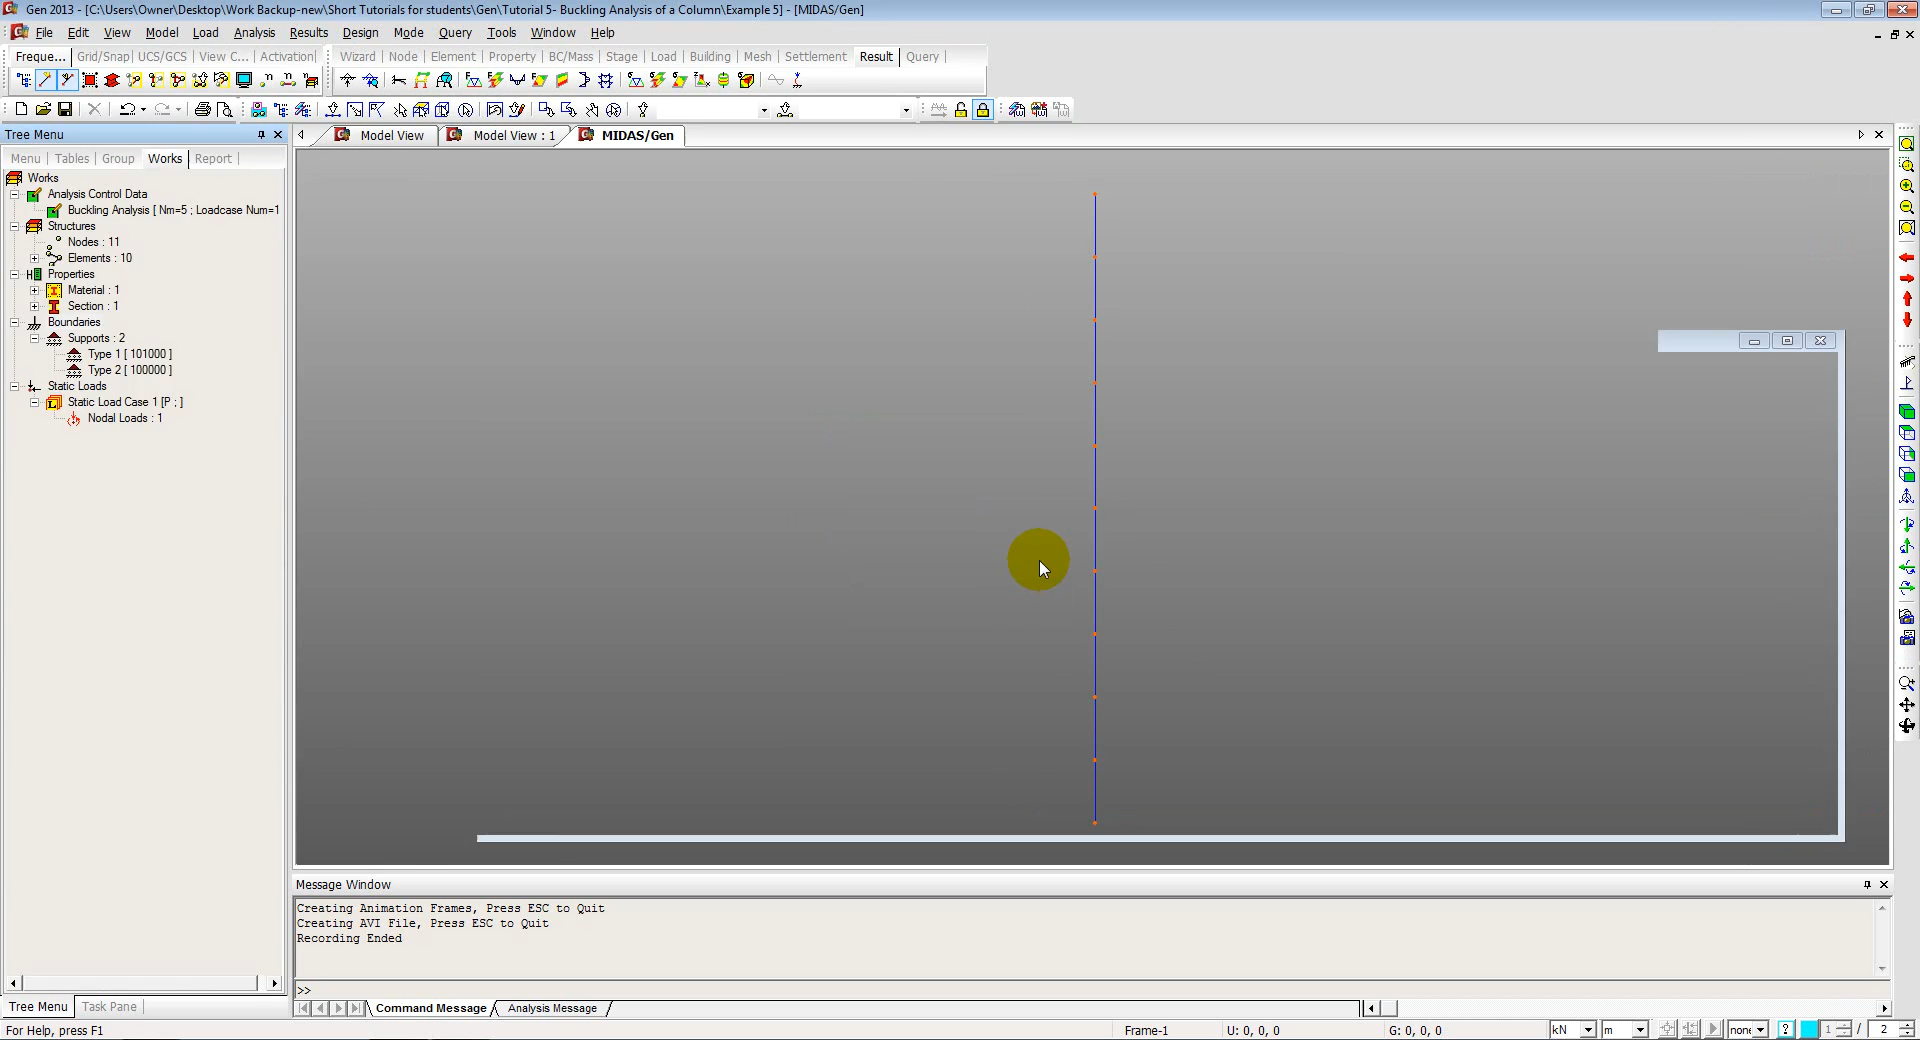 Gen 2013 - [C:\Users\Owner\Desktop\Work Backup-new\Short Tutorials for students\Gen\Tutorial 5- Buckling Analysis of a Column\Example 5] - [MIDAS/Gen]
File Edit View Model Load Analysis Results Design Mode Query Tools Window Help
Freque... Grid/Snap UCS/GCS View C... Activation Wizard Node Element Property BC/Mass Stage Load Building Mesh Settlement Result Query
Tree Menu
Model View Model View : 1 MIDAS/Gen
Menu Tables Group Works Report
Works
Analysis Control Data
Buckling Analysis [ Nm=5 ; Loadcase Num=1
Structures
Nodes : 11
Elements : 10
Properties
Material : 1
Section : 1
Boundaries
Supports : 2
Type 1 [ 101000 ]
Type 2 [ 100000 ]
Static Loads
Static Load Case 1 [P ; ]
Nodal Loads : 1
Message Window
Creating Animation Frames, Press ESC to Quit
Creating AVI File, Press ESC to Quit
Recording Ended
>>
Tree Menu Task Pane
Command Message Analysis Message
For Help, press F1
Frame-1 U: 0, 0, 0 G: 0, 0, 0 kN m none ? 1 / 2